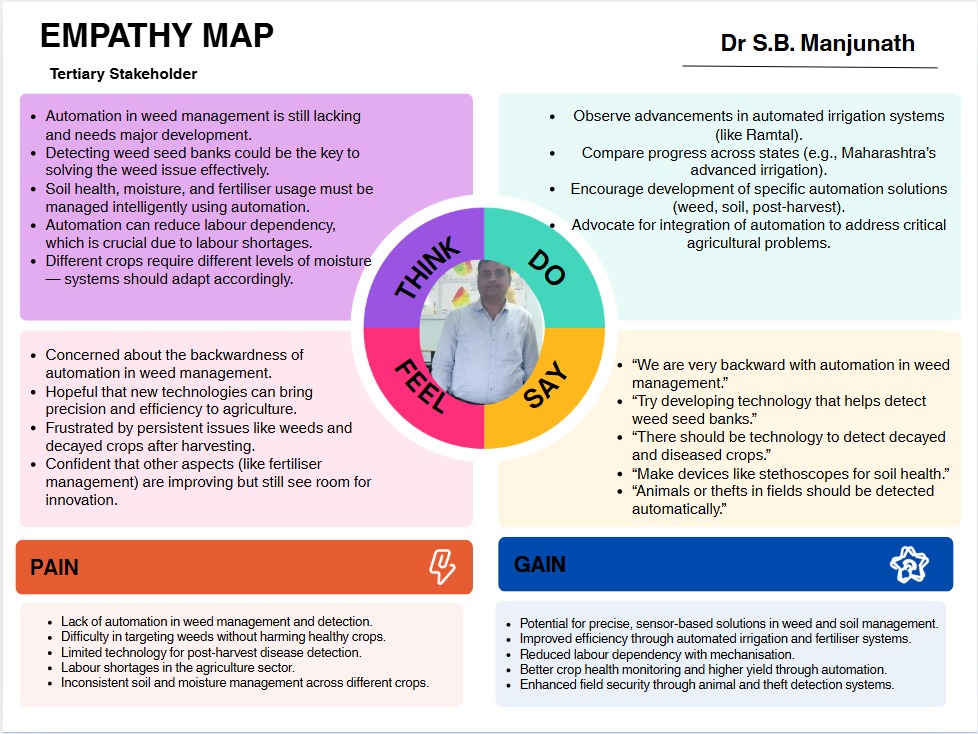 EMPATHY MAP
Dr S.B. Manjunath
Tertiary Stakeholder
• Automation in weed management is still lacking
and needs major development.
• Detecting weed seed banks could be the key to
solving the weed issue effectively.
• Soil health, moisture, and fertiliser usage must be
managed intelligently using automation.
• Automation can reduce labour dependency,
which is crucial due to labour shortages.
• Different crops require different levels of moisture
— systems should adapt accordingly.
• Observe advancements in automated irrigation systems
(like Ramtal).
• Compare progress across states (e.g., Maharashtra’s
advanced irrigation).
• Encourage development of specific automation solutions
(weed, soil, post-harvest).
• Advocate for integration of automation to address critical
agricultural problems.
THINK
DO
FEEL
SAY
• Concerned about the backwardness of
automation in weed management.
• Hopeful that new technologies can bring
precision and efficiency to agriculture.
• Frustrated by persistent issues like weeds and
decayed crops after harvesting.
• Confident that other aspects (like fertiliser
management) are improving but still see room for
innovation.
• “We are very backward with automation in weed
management.”
• “Try developing technology that helps detect
weed seed banks.”
• “There should be technology to detect decayed
and diseased crops.”
• “Make devices like stethoscopes for soil health.”
• “Animals or thefts in fields should be detected
automatically.”
PAIN
• Lack of automation in weed management and detection.
• Difficulty in targeting weeds without harming healthy crops.
• Limited technology for post-harvest disease detection.
• Labour shortages in the agriculture sector.
• Inconsistent soil and moisture management across different crops.
GAIN
• Potential for precise, sensor-based solutions in weed and soil management.
• Improved efficiency through automated irrigation and fertiliser systems.
• Reduced labour dependency with mechanisation.
• Better crop health monitoring and higher yield through automation.
• Enhanced field security through animal and theft detection systems.